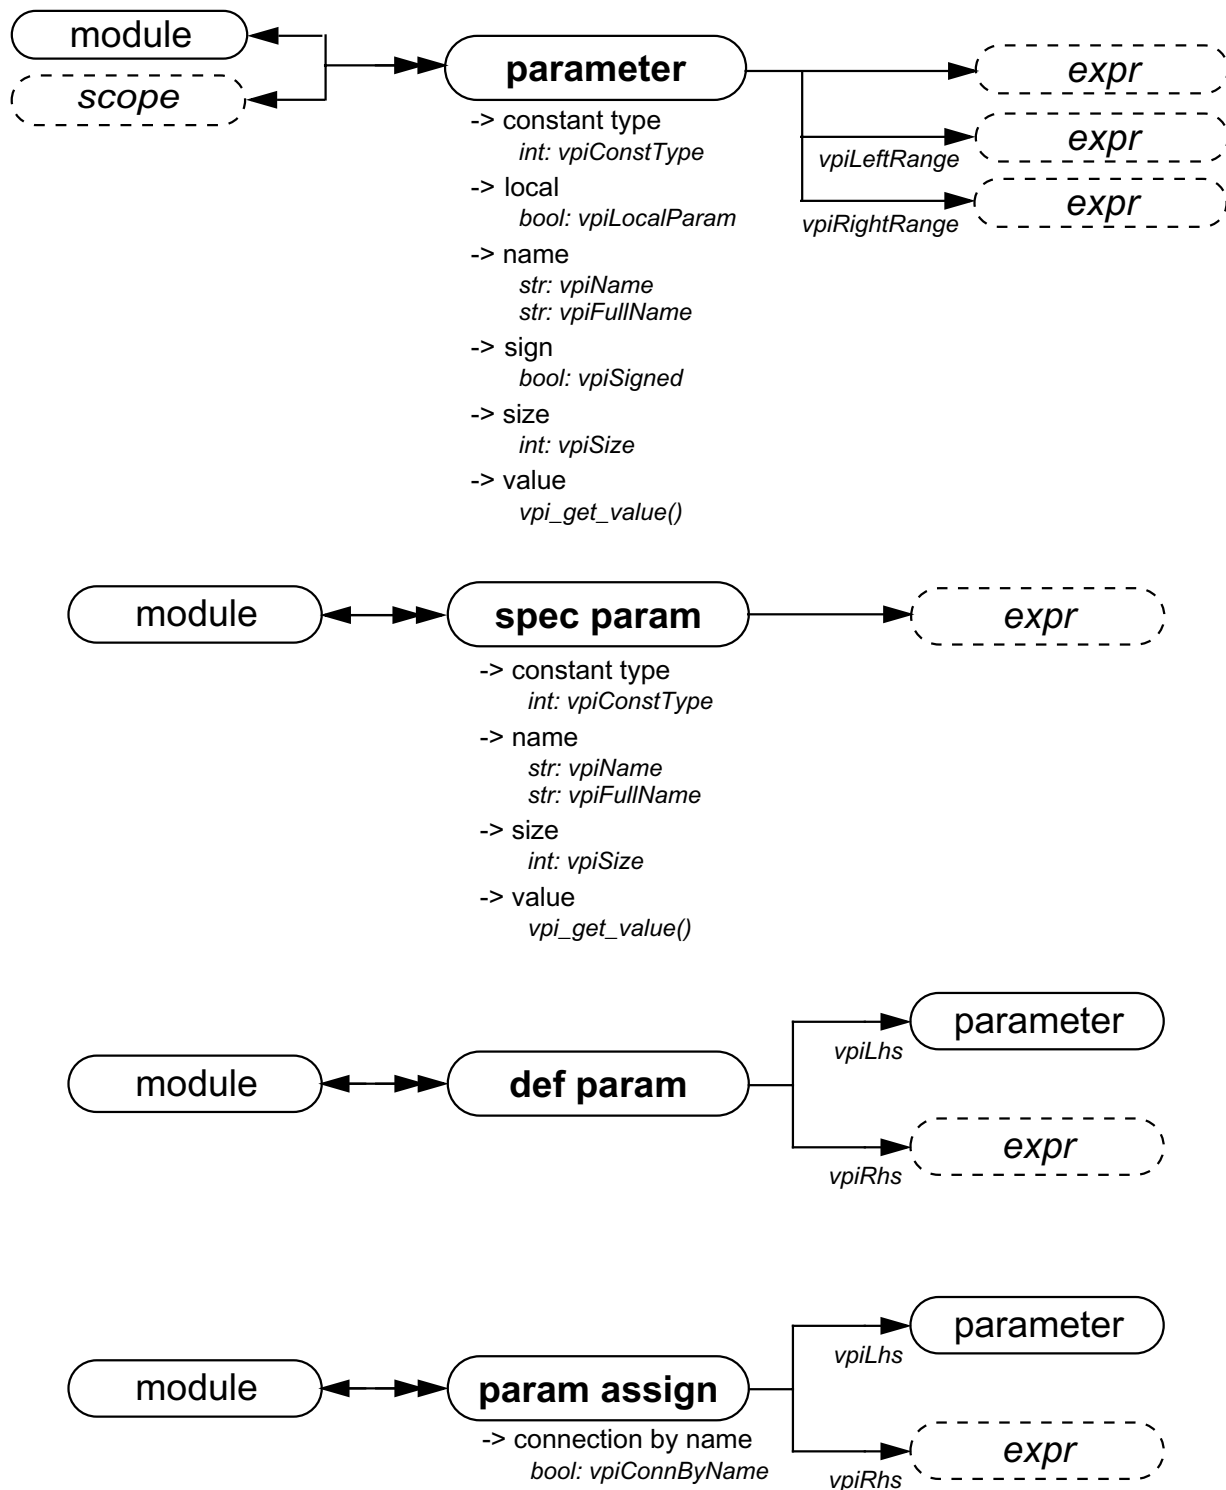 module
scope
parameter
expr
vpiLeftRange
expr
vpiRightRange
expr
-> constant type
int: vpiConstType
-> local
bool: vpiLocalParam
-> name
str: vpiName
str: vpiFullName
-> sign
bool: vpiSigned
-> size
int: vpiSize
-> value
vpi_get_value()
module
spec param
expr
-> constant type
int: vpiConstType
-> name
str: vpiName
str: vpiFullName
-> size
int: vpiSize
-> value
vpi_get_value()
module
def param
vpiLhs
parameter
vpiRhs
expr
module
param assign
vpiLhs
parameter
vpiRhs
expr
-> connection by name
bool: vpiConnByName